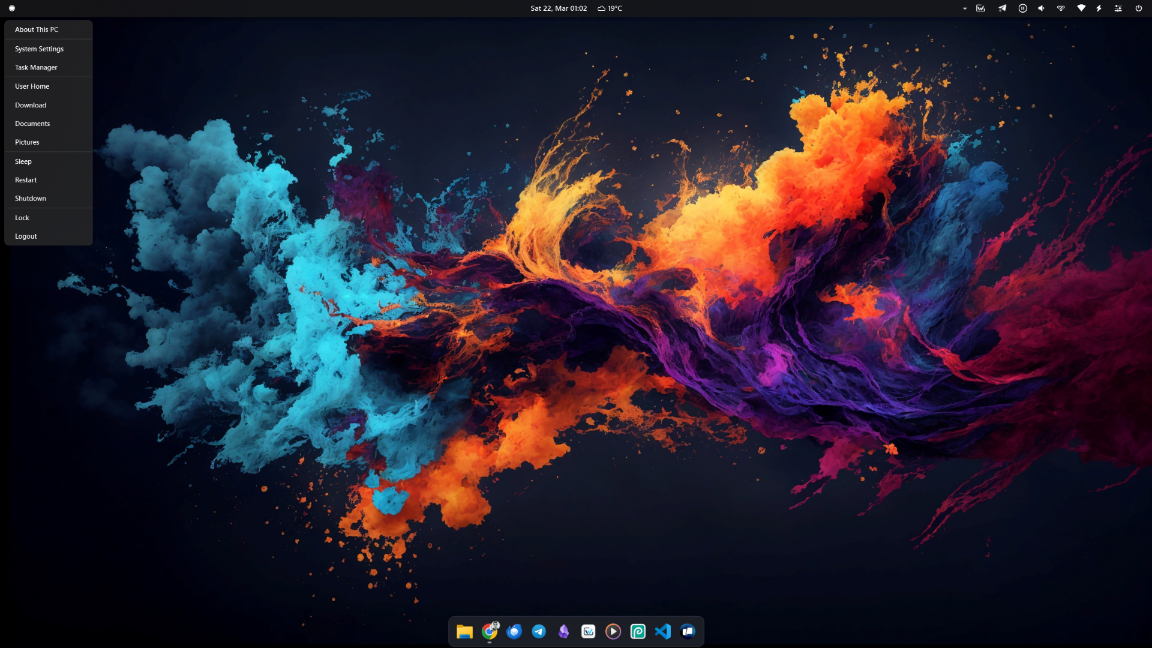 Sat 22, Mar 01:02 19°C
About This PC
System Settings
Task Manager
User Home
Download
Documents
Pictures
Sleep
Restart
Shutdown
Lock
Logout